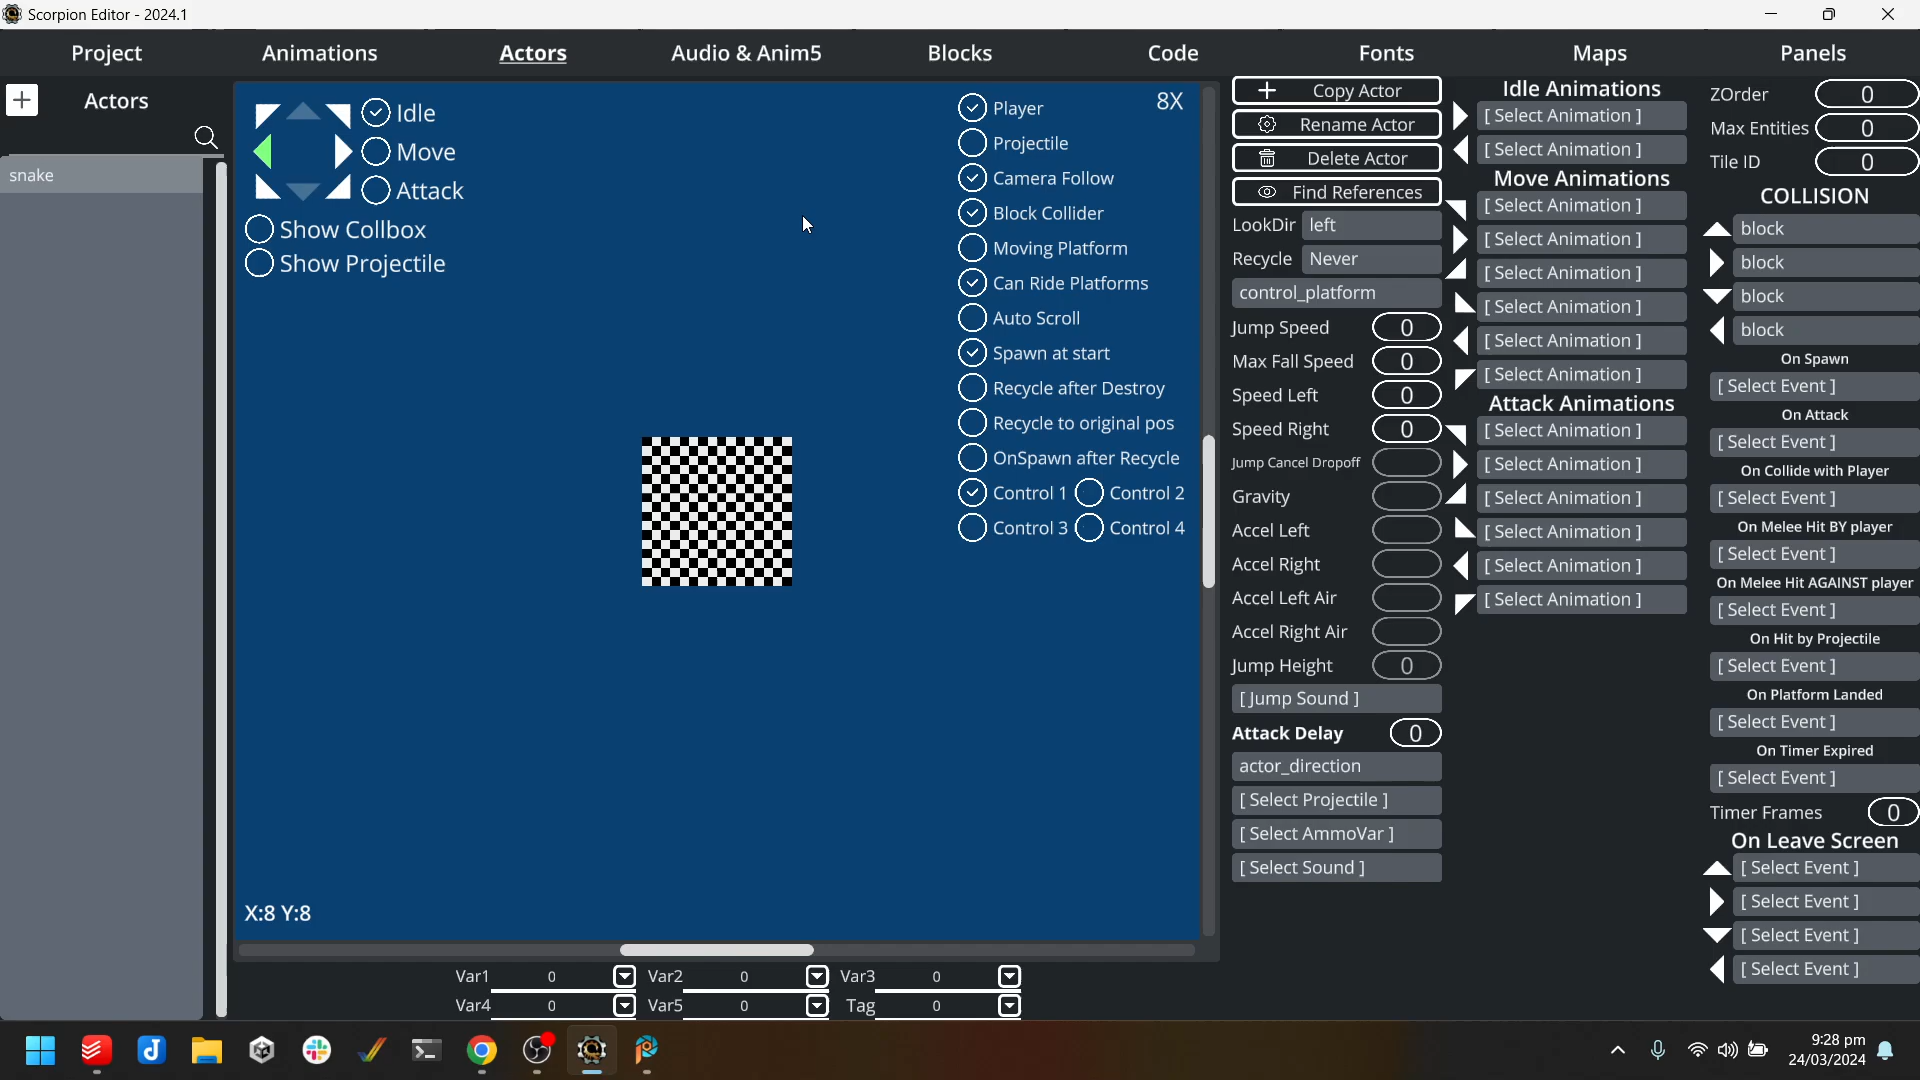 Scorpion Editor - 2024.1
Project Animations Actors Audio & Anim5 Blocks Code Fonts Maps Panels
Actors
snake
Idle
Move
Attack
Show Collbox
Show Projectile
X:8 Y:8
8X
Player
Projectile
Camera Follow
Block Collider
Moving Platform
Can Ride Platforms
Auto Scroll
Spawn at start
Recycle after Destroy
Recycle to original pos
OnSpawn after Recycle
Control 1 Control 2
Control 3 Control 4
Var1 0 Var2 0 Var3 0
Var4 0 Var5 0 Tag 0
Copy Actor
Rename Actor
Delete Actor
Find References
LookDir left
Recycle Never
control_platform
Jump Speed 0
Max Fall Speed 0
Speed Left 0
Speed Right 0
Jump Cancel Dropoff
Gravity
Accel Left
Accel Right
Accel Left Air
Accel Right Air
Jump Height 0
[ Jump Sound ]
Attack Delay 0
actor_direction
[ Select Projectile ]
[ Select AmmoVar ]
[ Select Sound ]
Idle Animations
[ Select Animation ]
[ Select Animation ]
Move Animations
[ Select Animation ]
[ Select Animation ]
[ Select Animation ]
[ Select Animation ]
[ Select Animation ]
[ Select Animation ]
Attack Animations
[ Select Animation ]
[ Select Animation ]
[ Select Animation ]
[ Select Animation ]
[ Select Animation ]
[ Select Animation ]
ZOrder 0
Max Entities 0
Tile ID 0
COLLISION
block
block
block
block
On Spawn
[ Select Event ]
On Attack
[ Select Event ]
On Collide with Player
[ Select Event ]
On Melee Hit BY player
[ Select Event ]
On Melee Hit AGAINST player
[ Select Event ]
On Hit by Projectile
[ Select Event ]
On Platform Landed
[ Select Event ]
On Timer Expired
[ Select Event ]
Timer Frames 0
On Leave Screen
[ Select Event ]
[ Select Event ]
[ Select Event ]
[ Select Event ]
9:28 pm
24/03/2024